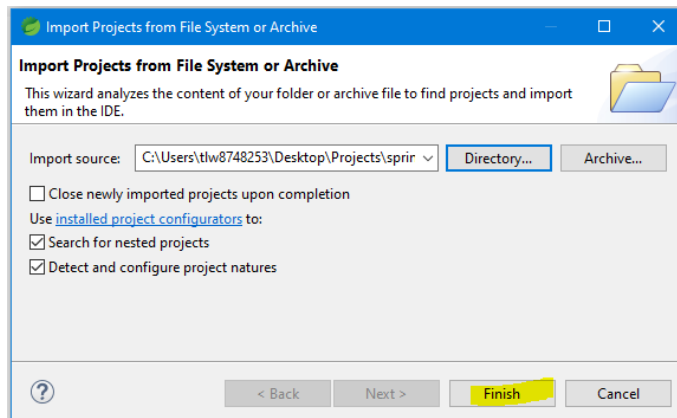 Import Projects from File System or Archive
Import Projects from File System or Archive
This wizard analyzes the content of your folder or archive file to find projects and import
them in the IDE.
Import source: C:\Users\tlw8748253\Desktop\Projects\sprir Directory... Archive...
Close newly imported projects upon completion
Use installed project configurators to:
Search for nested projects
Detect and configure project natures
? < Back Next > Finish Cancel